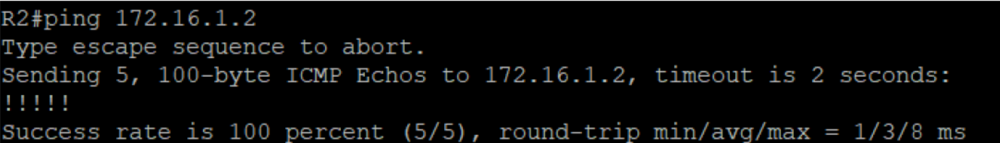 R2#ping 172.16.1.2
Type escape sequence to abort.
Sending 5, 100-byte ICMP Echos to 172.16.1.2, timeout is 2 seconds:
!!!!!
Success rate is 100 percent (5/5), round-trip min/avg/max = 1/3/8 ms